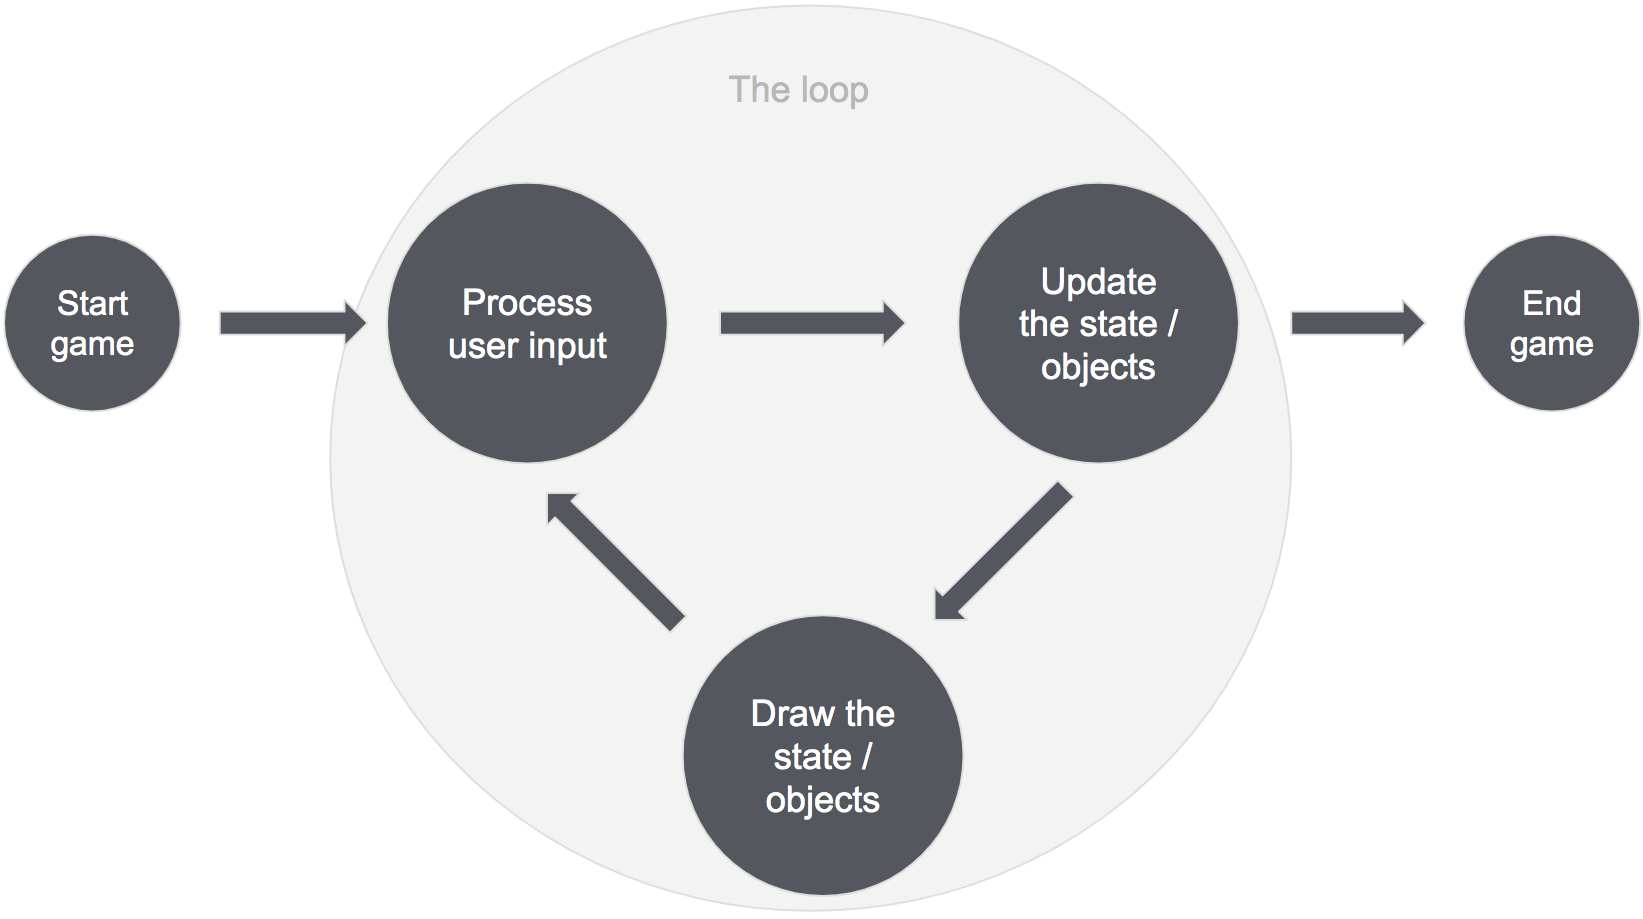 The loop
Start
game
Process
user input
Update
the state /
objects
End
game
Draw the
state /
objects